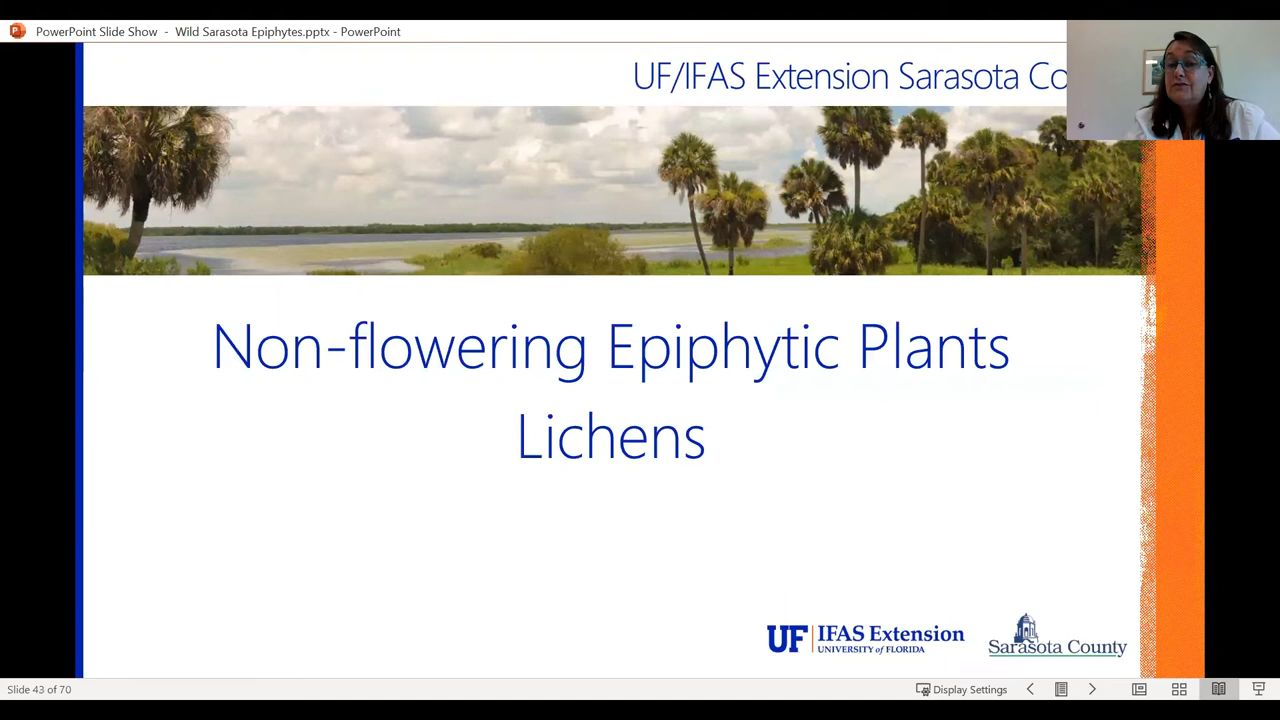 PowerPoint Slide Show - Wild Sarasota Epiphytes.pptx - PowerPoint
UF/IFAS Extension Sarasota Co
Non-flowering Epiphytic Plants
Lichens
UF IFAS Extension
UNIVERSITY of FLORIDA
Sarasota County
Slide 43 of 70
Display Settings